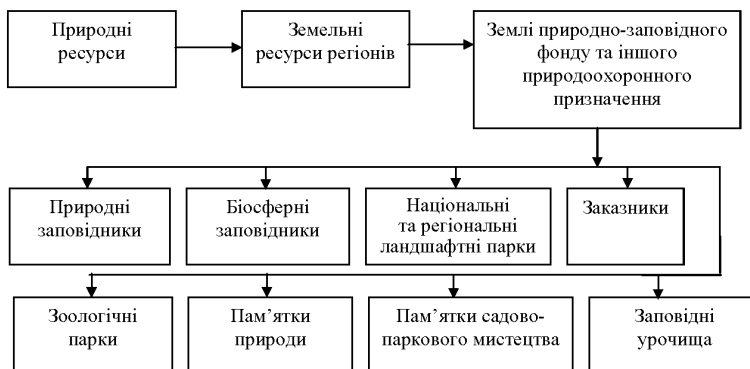 Природні
ресурси
Земельні
ресурси регіонів
Землі природно-заповідного
фонду та іншого
природоохоронного
призначення
Природні
заповідники
Біосферні
заповідники
Національні
та регіональні
ландшафтні парки
Заказники
Зоологічні
парки
Пам’ятки
природи
Пам’ятки садово-
паркового мистецтва
Заповідні
урочища